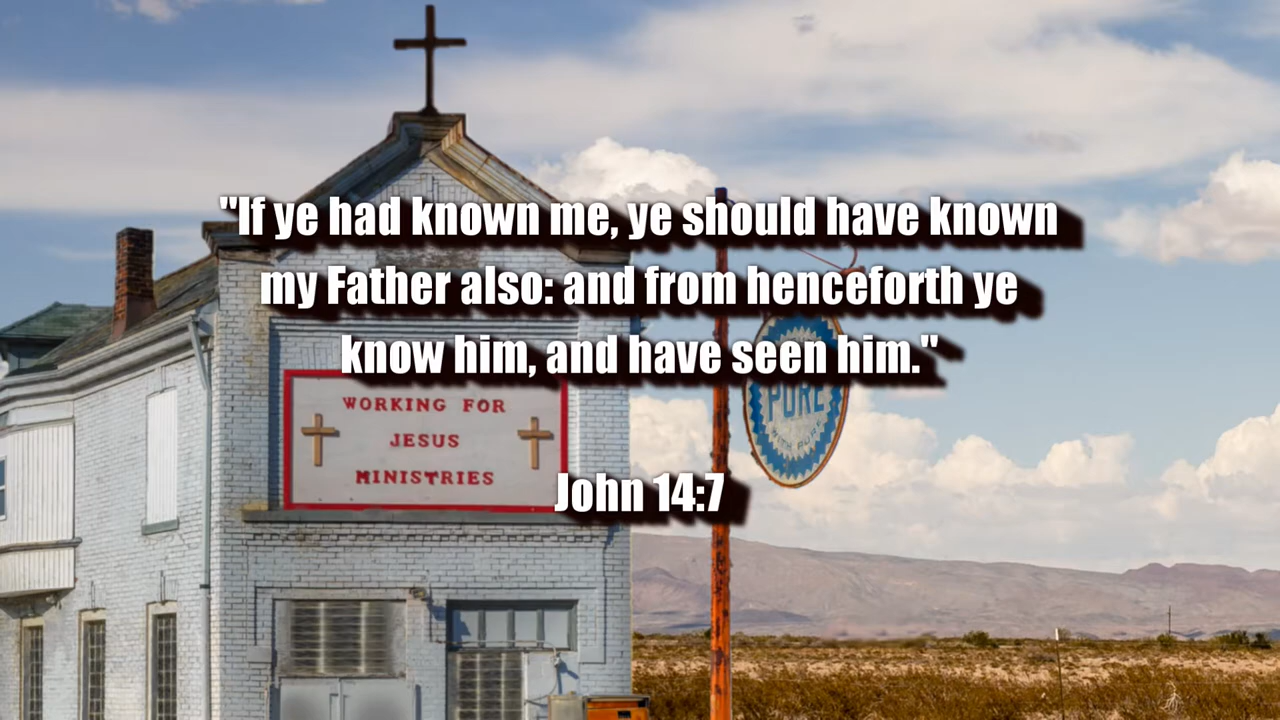 "If ye had known me, ye should have known
my Father also: and from henceforth ye
know him, and have seen him."
WORKING FOR
JESUS
MINISTRIES
PURE
John 14:7